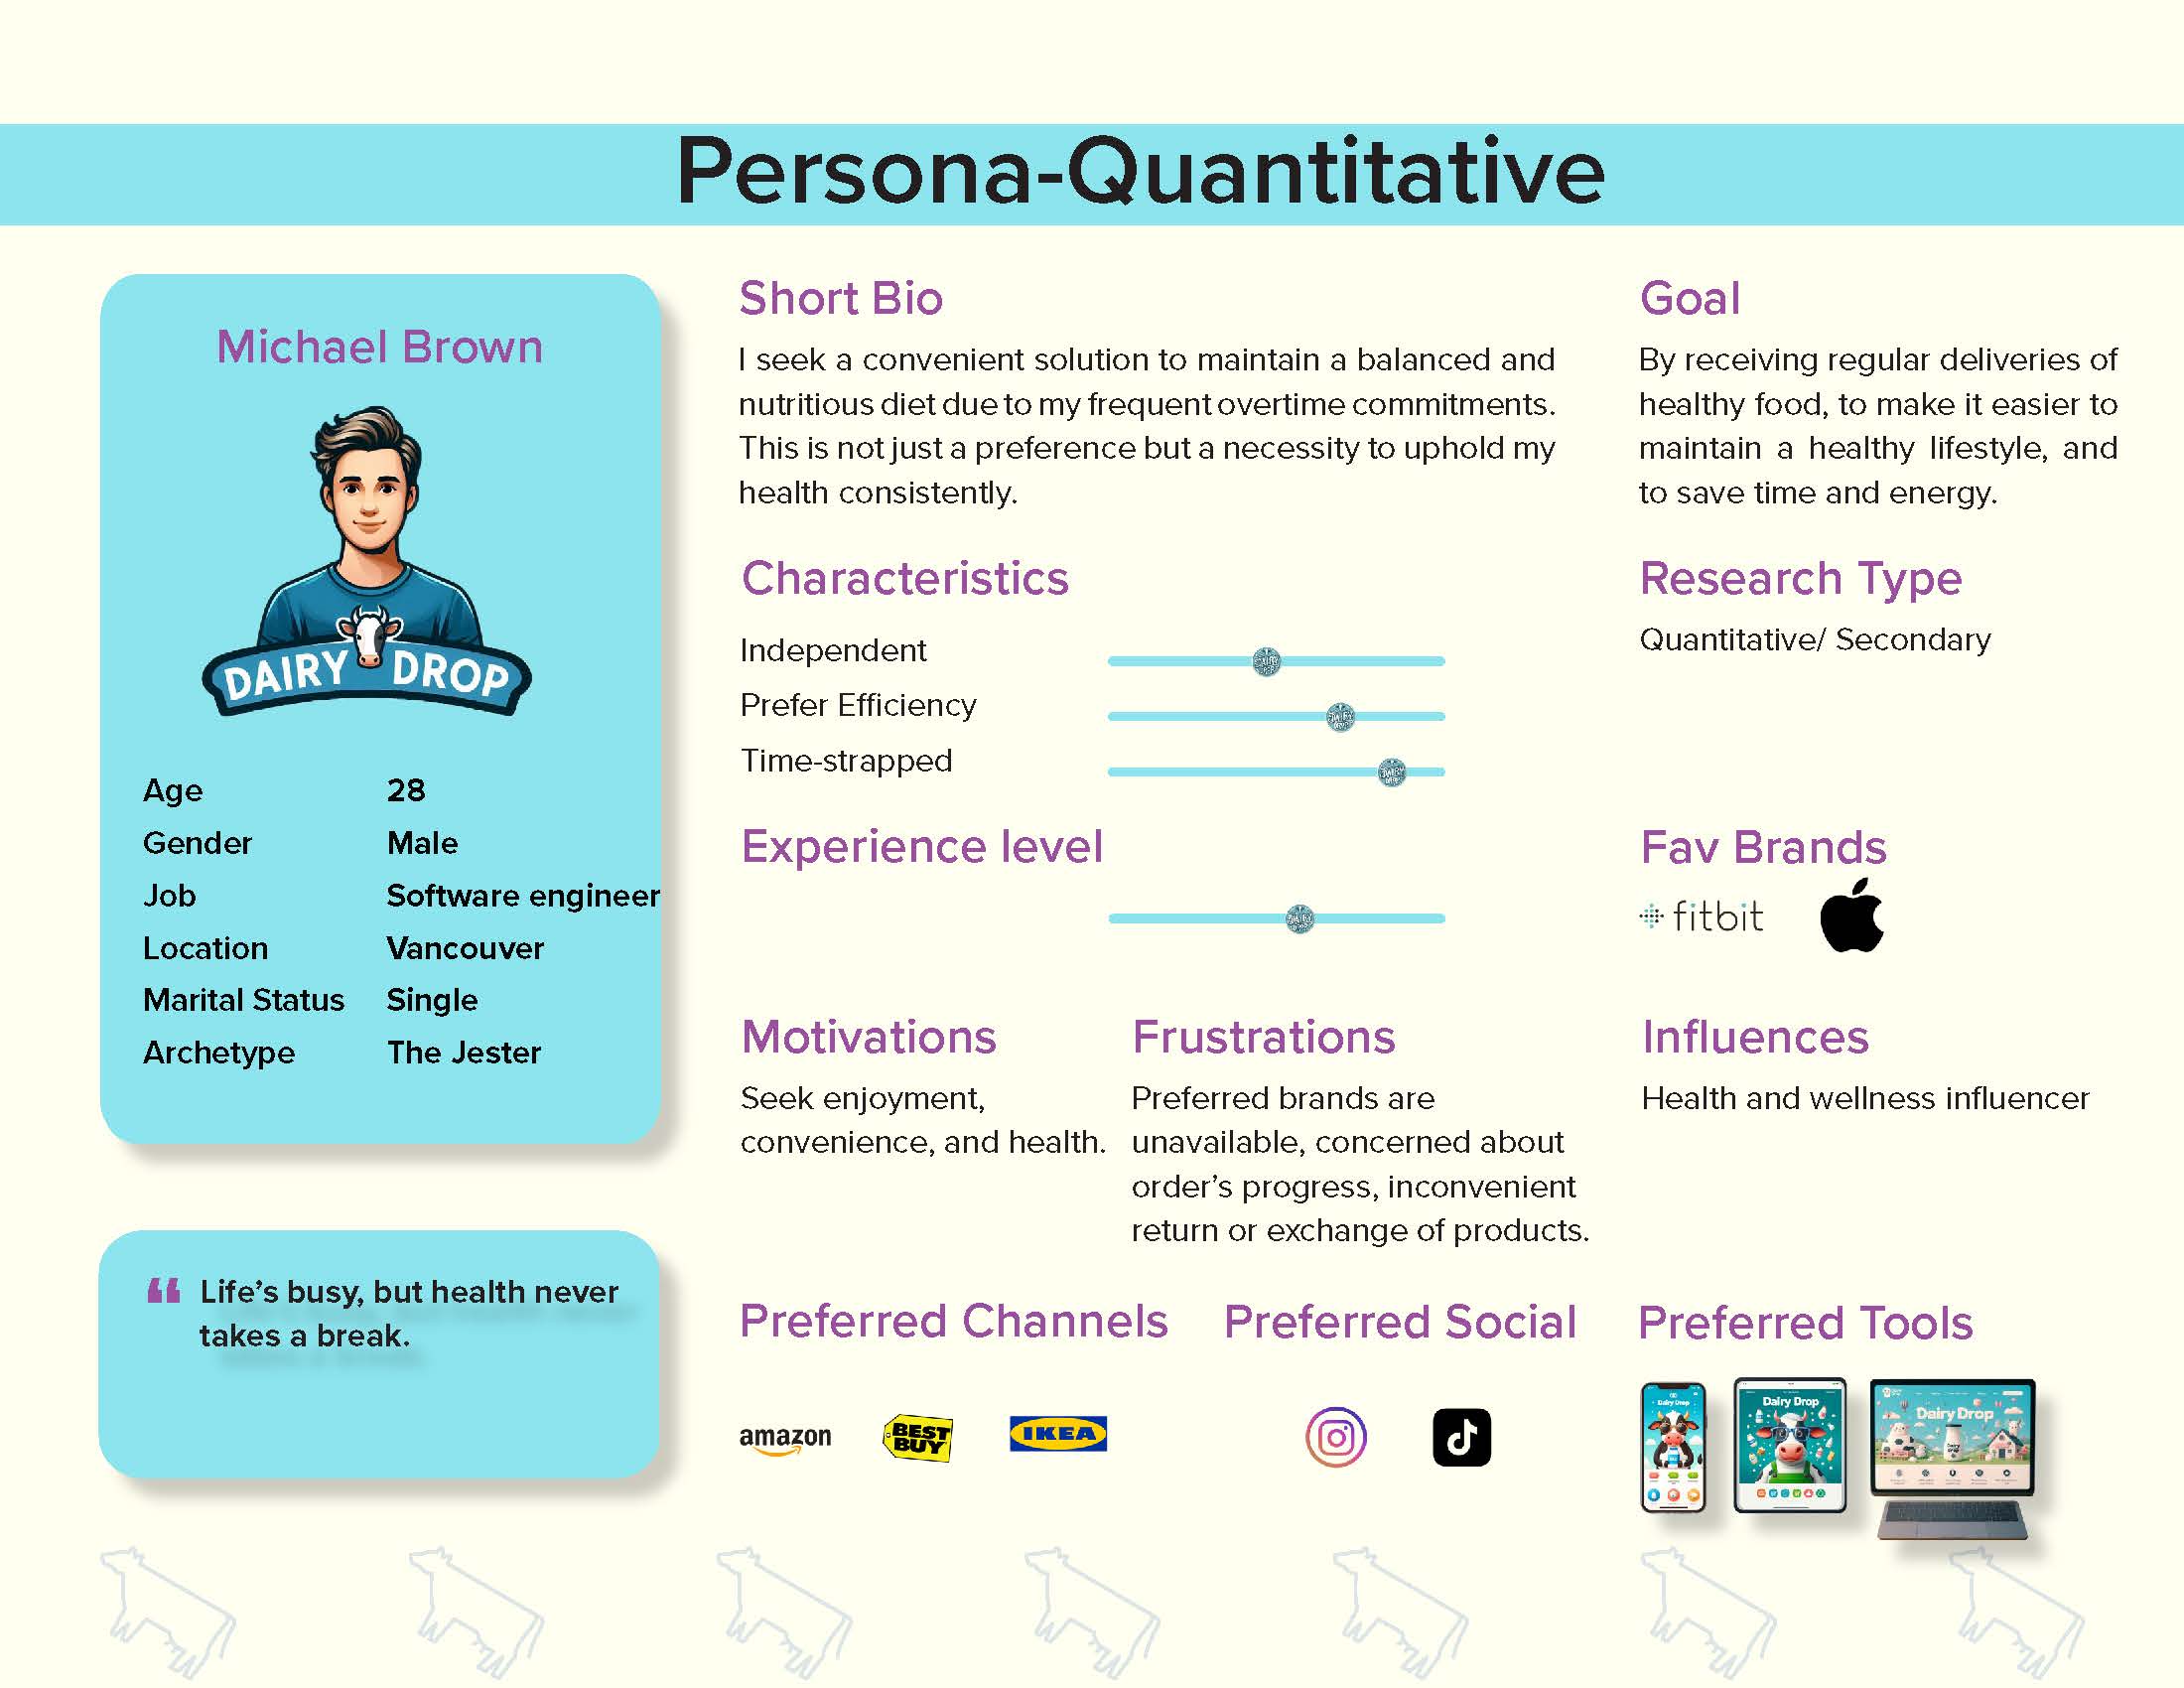 Persona-Quantitative
Michael Brown
DAIRY DROP
Age 28
Gender Male
Job Software engineer
Location Vancouver
Marital Status Single
Archetype The Jester
“ Life’s busy, but health never
takes a break.
Short Bio
I seek a convenient solution to maintain a balanced and
nutritious diet due to my frequent overtime commitments.
This is not just a preference but a necessity to uphold my
health consistently.
Goal
By receiving regular deliveries of
healthy food, to make it easier to
maintain a healthy lifestyle, and
to save time and energy.
Characteristics
Independent
Prefer Efficiency
Time-strapped
Research Type
Quantitative/ Secondary
Experience level
Fav Brands
fitbit
Motivations
Seek enjoyment,
convenience, and health.
Frustrations
Preferred brands are
unavailable, concerned about
order’s progress, inconvenient
return or exchange of products.
Influences
Health and wellness influencer
Preferred Channels
amazon
BEST
BUY
IKEA
Preferred Social
Preferred Tools
Dairy Drop
Dairy Drop
Dairy Drop